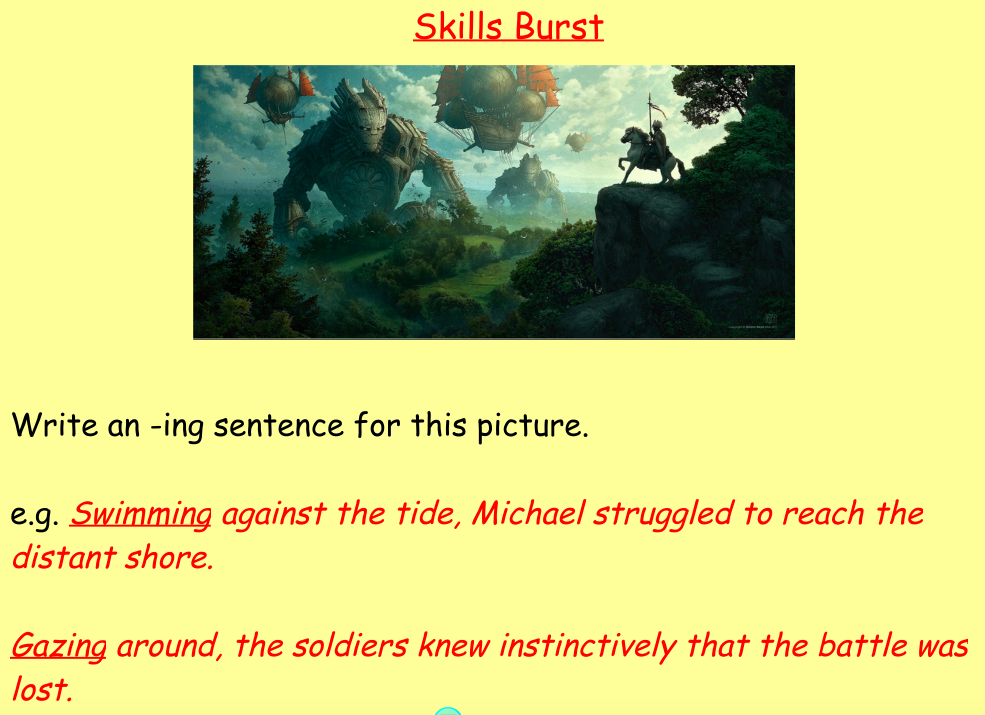 Skills Burst
Write an -ing sentence for this picture.
e.g. Swimming against the tide, Michael struggled to reach the
distant shore.
Gazing around, the soldiers knew instinctively that the battle was
lost.